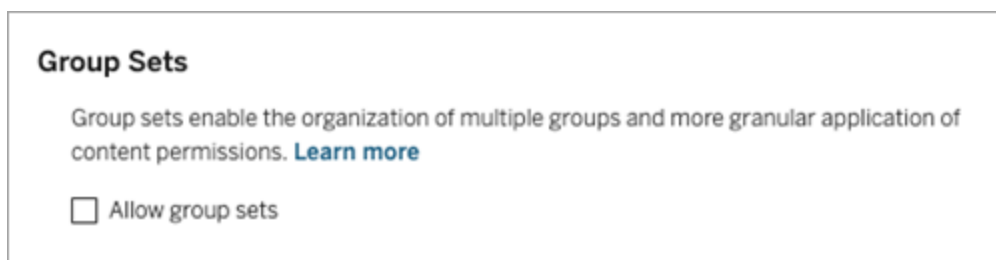 Group Sets
Group sets enable the organization of multiple groups and more granular application of
content permissions. Learn more
Allow group sets